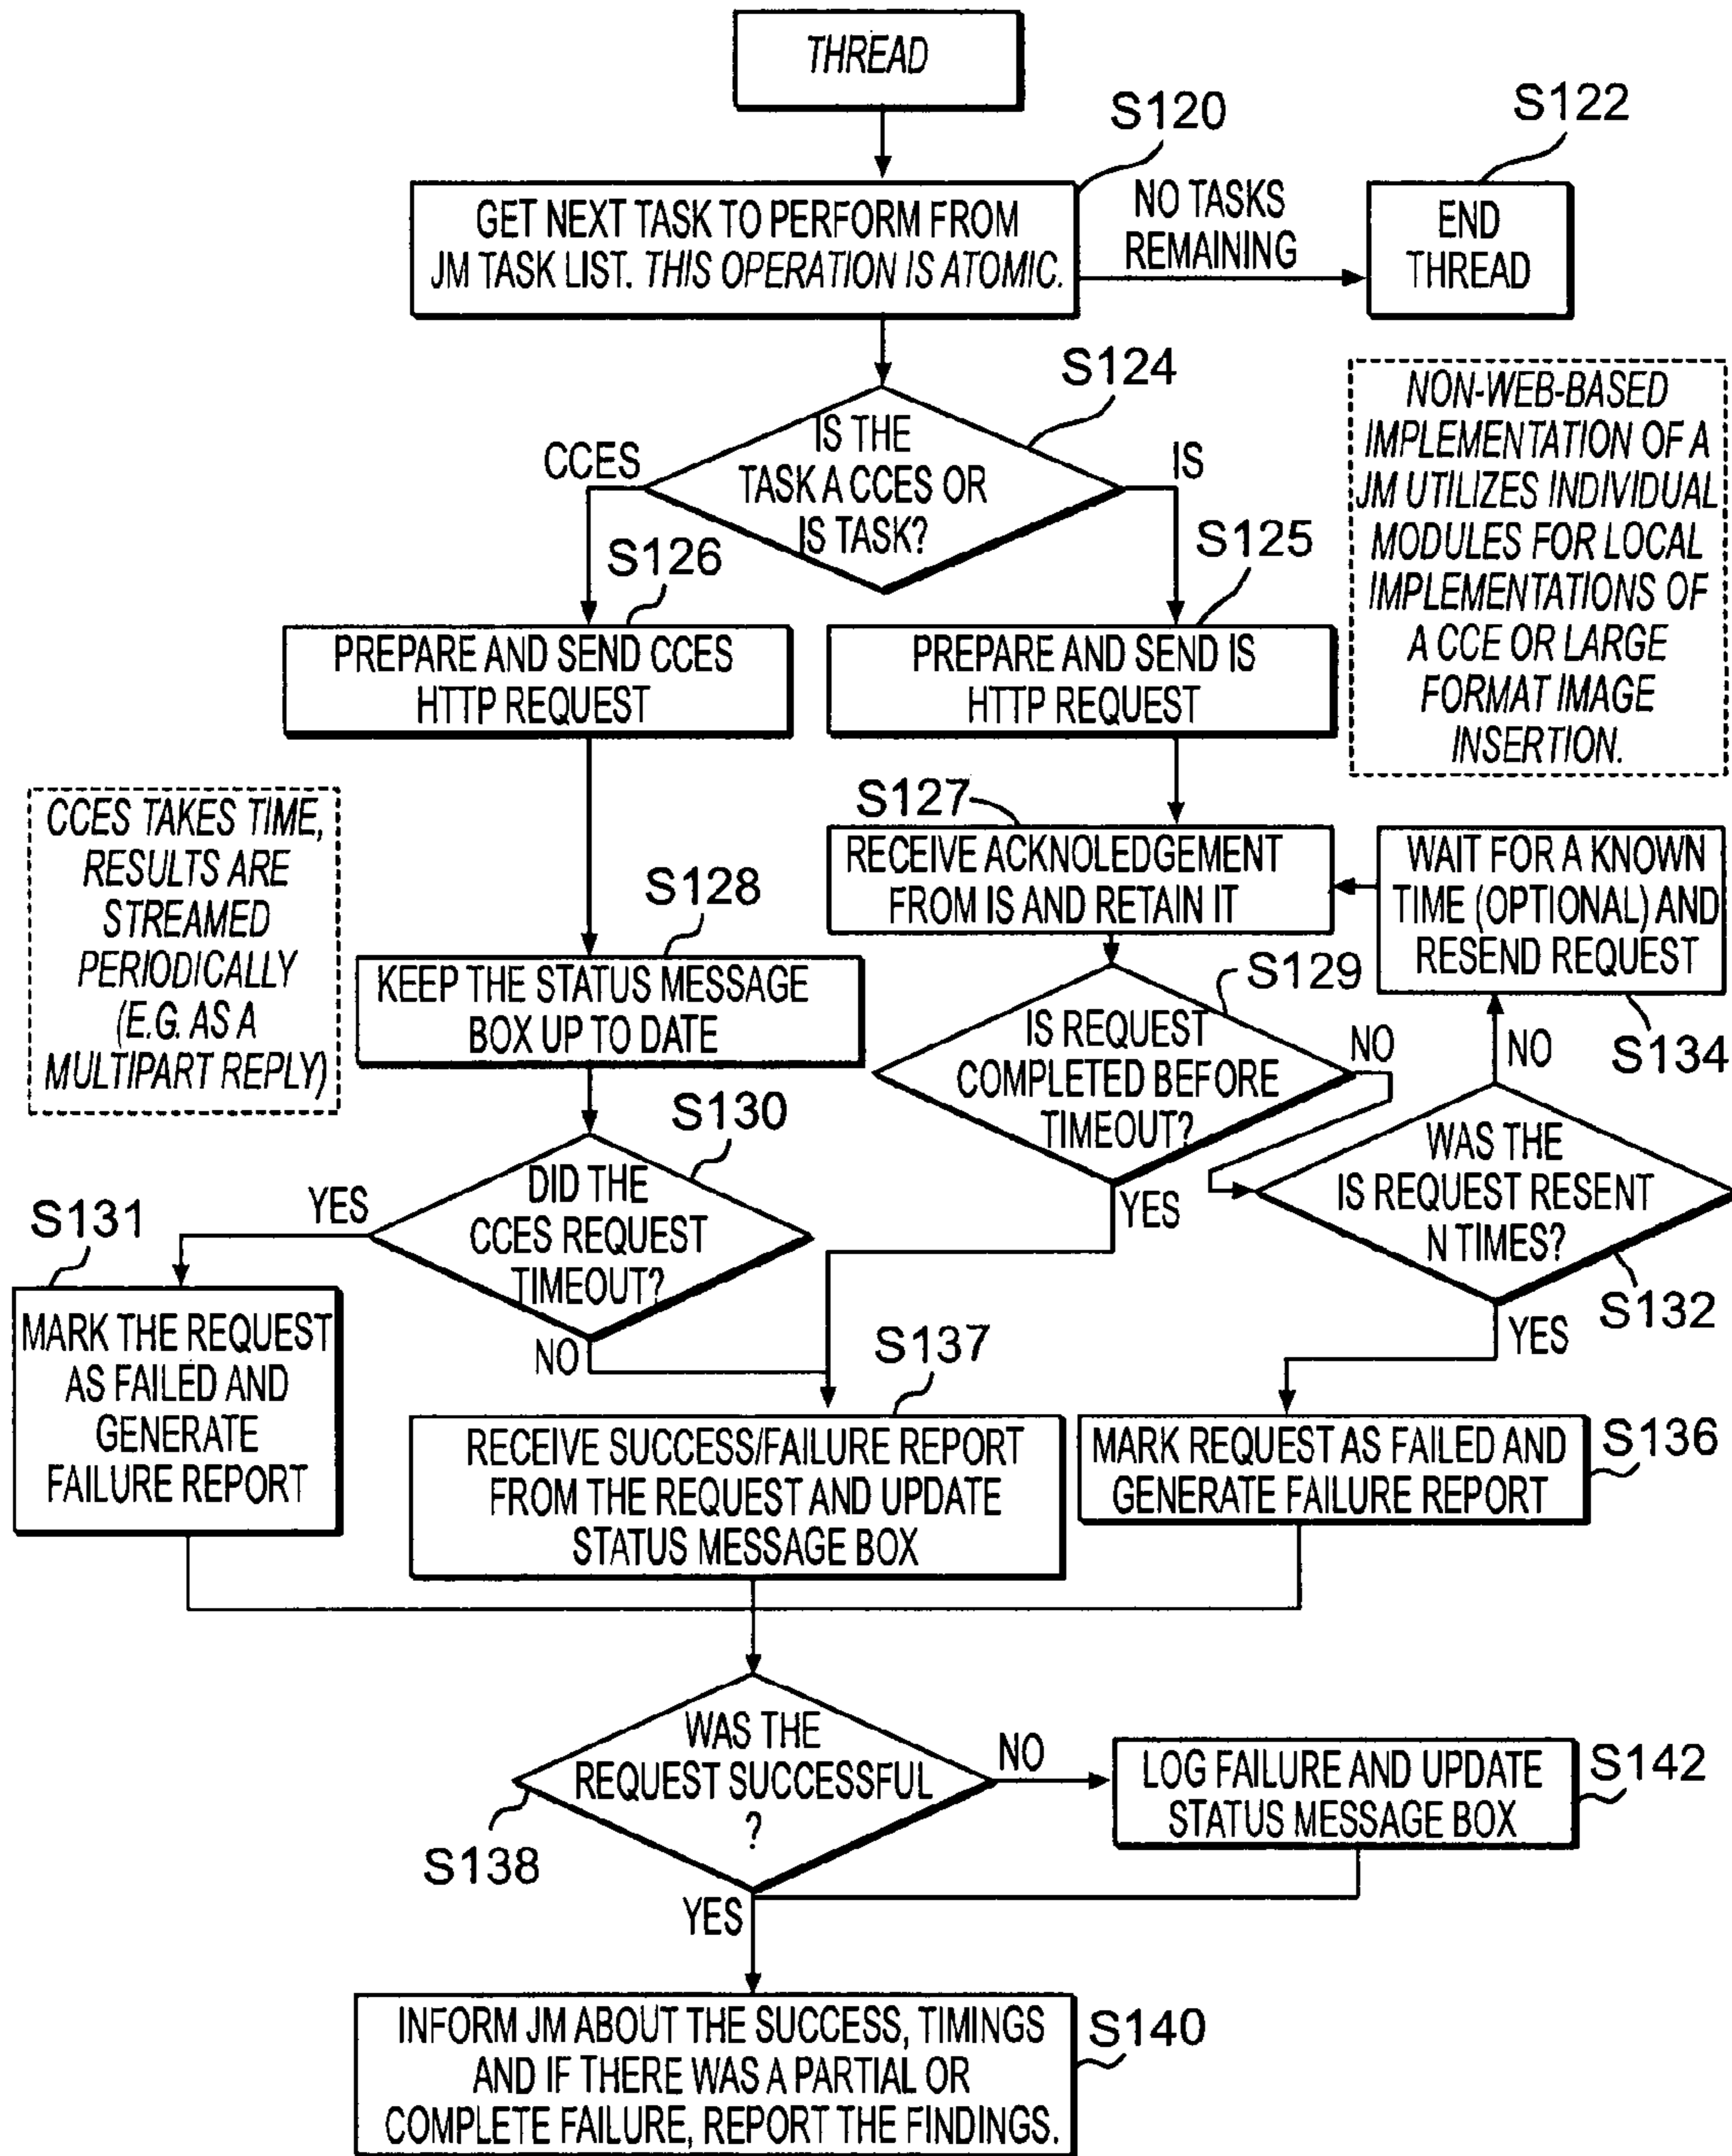 THREAD
S120
S122
GET NEXT TASK TO PERFORM FROM
JM TASK LIST. THIS OPERATION IS ATOMIC.
NO TASKS
REMAINING
END
THREAD
S124
IS THE
TASK A CCES OR
IS TASK?
CCES
IS
NON-WEB-BASED
IMPLEMENTATION OF A
JM UTILIZES INDIVIDUAL
MODULES FOR LOCAL
IMPLEMENTATIONS OF
A CCE OR LARGE
FORMAT IMAGE
INSERTION.
S126
S125
PREPARE AND SEND CCES
HTTP REQUEST
PREPARE AND SEND IS
HTTP REQUEST
CCES TAKES TIME,
RESULTS ARE
STREAMED
PERIODICALLY
(E.G. AS A
MULTIPART REPLY)
S127
RECEIVE ACKNOLEDGEMENT
FROM IS AND RETAIN IT
WAIT FOR A KNOWN
TIME (OPTIONAL) AND
RESEND REQUEST
S134
S128
KEEP THE STATUS MESSAGE
BOX UP TO DATE
S129
IS REQUEST
COMPLETED BEFORE
TIMEOUT?
NO
NO
YES
S130
DID THE
CCES REQUEST
TIMEOUT?
YES
NO
WAS THE
IS REQUEST RESENT
N TIMES?
S132
YES
S131
MARK THE REQUEST
AS FAILED AND
GENERATE
FAILURE REPORT
S137
RECEIVE SUCCESS/FAILURE REPORT
FROM THE REQUEST AND UPDATE
STATUS MESSAGE BOX
MARK REQUEST AS FAILED AND
GENERATE FAILURE REPORT
S136
WAS THE
REQUEST SUCCESSFUL
?
S138
NO
LOG FAILURE AND UPDATE
STATUS MESSAGE BOX
S142
YES
INFORM JM ABOUT THE SUCCESS, TIMINGS
AND IF THERE WAS A PARTIAL OR
COMPLETE FAILURE, REPORT THE FINDINGS.
S140